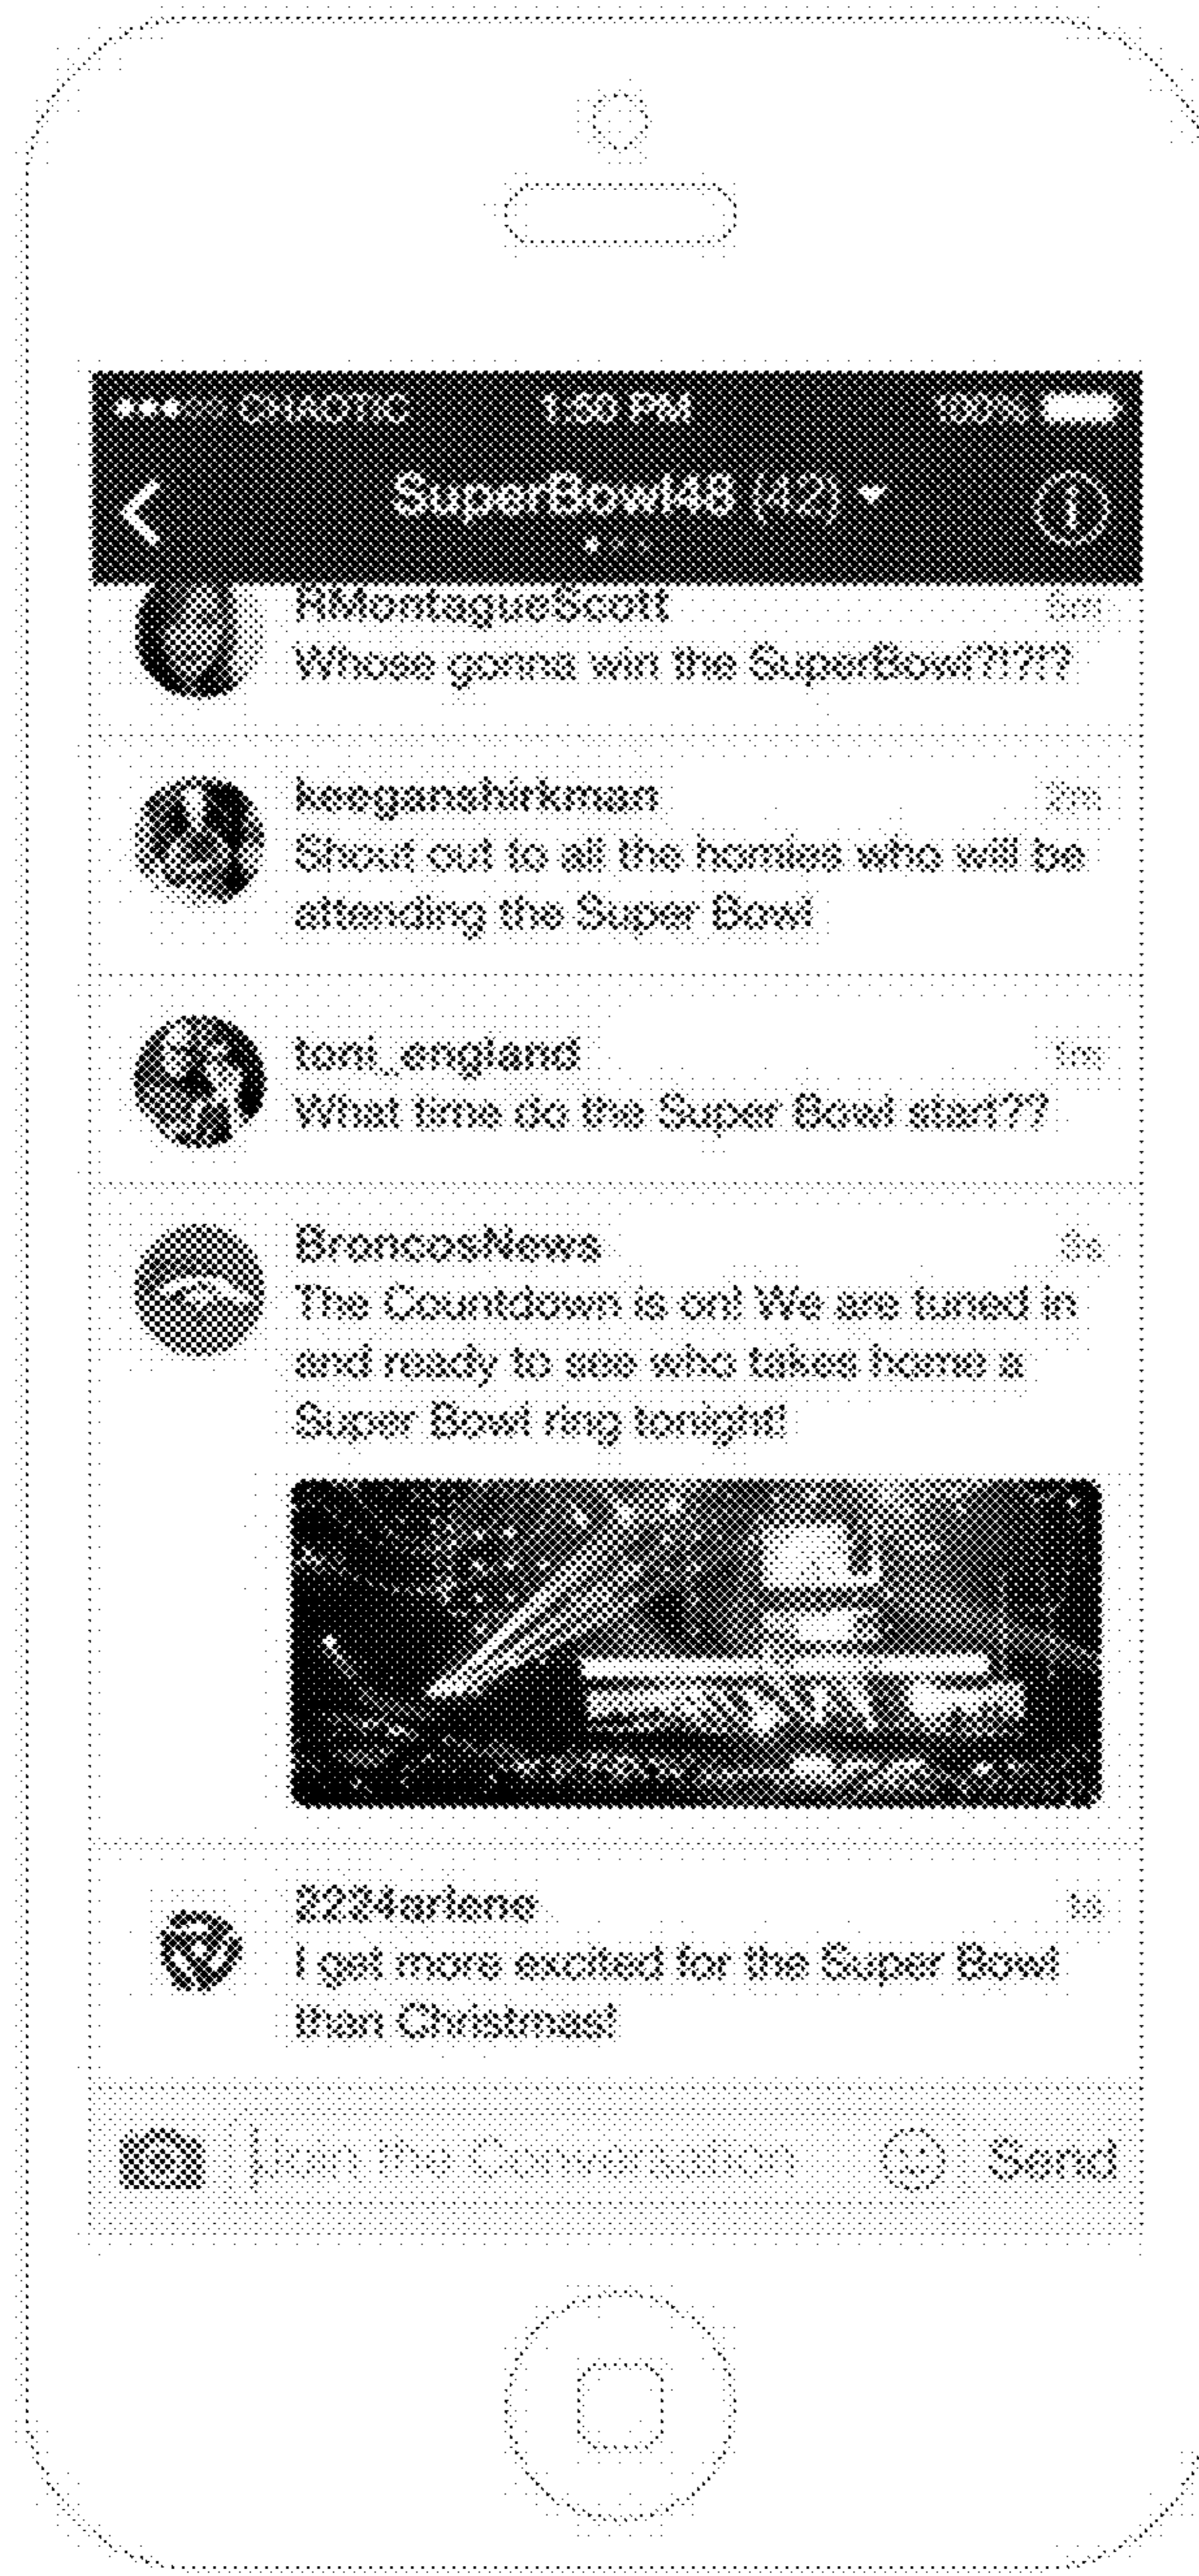 CHAOTIC PM 100%
SuperBowl48 (42)
RMontagueScott
Whose gonna win the SuperBowl?!??
keeganshirkman
Shout out to all the homies who will be
attending the Super Bowl
toni_england
What time do the Super Bowl start??
BroncosNews
The Countdown is on! We are tuned in
and ready to see who takes home a
Super Bowl ring tonight!
2234arlene
I get more excited for the Super Bowl
than Christmas!
Join the Conversation Send